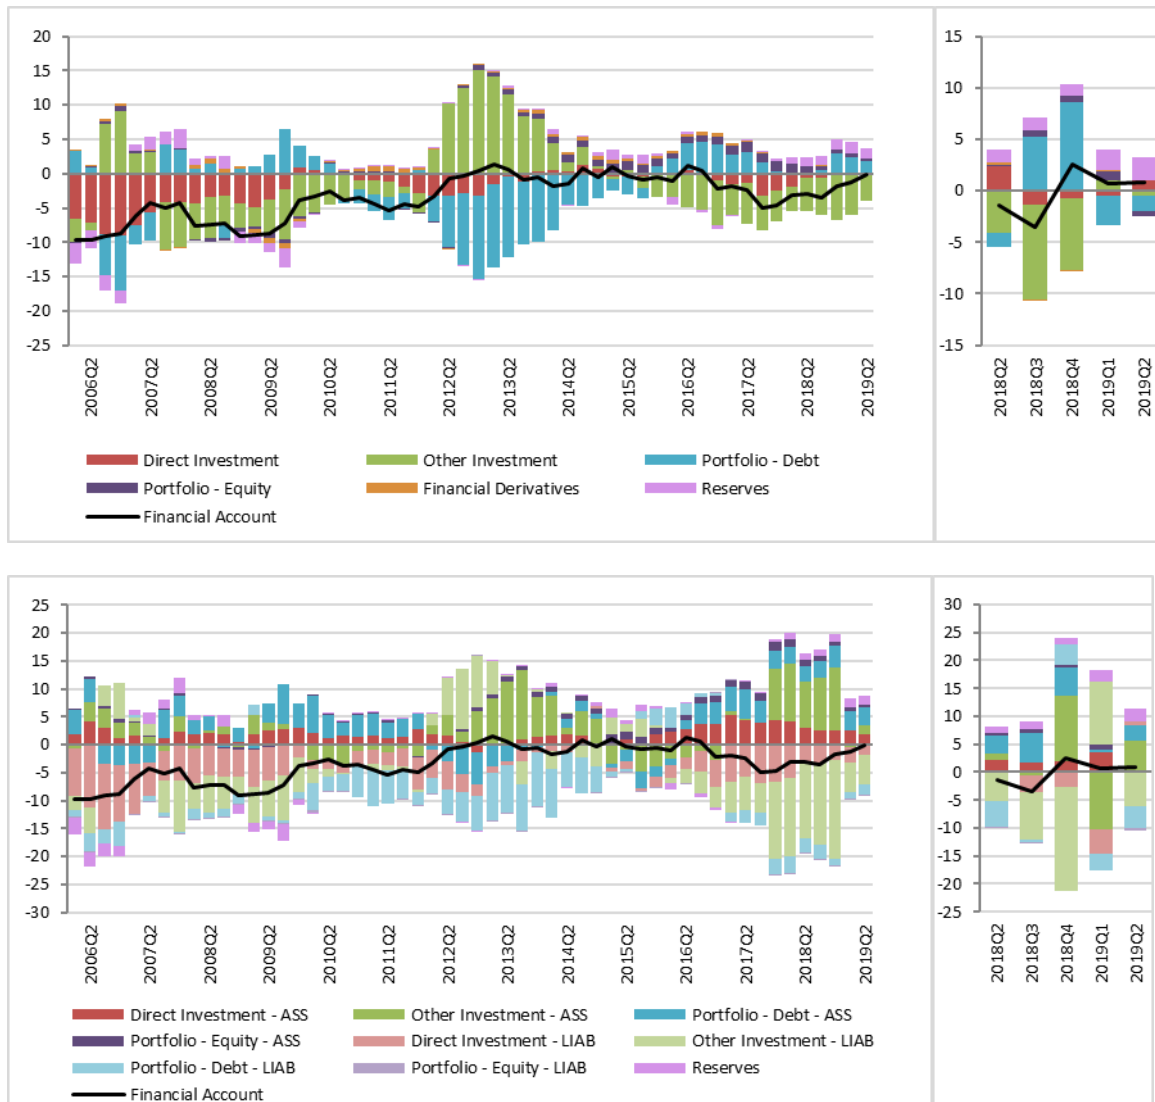 20
15
10
5
0
-5
-10
-15
-20
-25
2006Q2
2007Q2
2008Q2
2009Q2
2010Q2
2011Q2
2012Q2
2013Q2
2014Q2
2015Q2
2016Q2
2017Q2
2018Q2
2019Q2
Direct Investment
Other Investment
Portfolio - Debt
Portfolio - Equity
Financial Derivatives
Reserves
Financial Account
15
10
5
0
-5
-10
-15
2018Q2
2018Q3
2018Q4
2019Q1
2019Q2
25
20
15
10
5
0
-5
-10
-15
-20
-25
-30
2006Q2
2007Q2
2008Q2
2009Q2
2010Q2
2011Q2
2012Q2
2013Q2
2014Q2
2015Q2
2016Q2
2017Q2
2018Q2
2019Q2
Direct Investment - ASS
Other Investment - ASS
Portfolio - Debt - ASS
Portfolio - Equity - ASS
Direct Investment - LIAB
Other Investment - LIAB
Portfolio - Debt - LIAB
Portfolio - Equity - LIAB
Reserves
Financial Account
30
25
20
15
10
5
0
-5
-10
-15
-20
-25
2018Q2
2018Q3
2018Q4
2019Q1
2019Q2